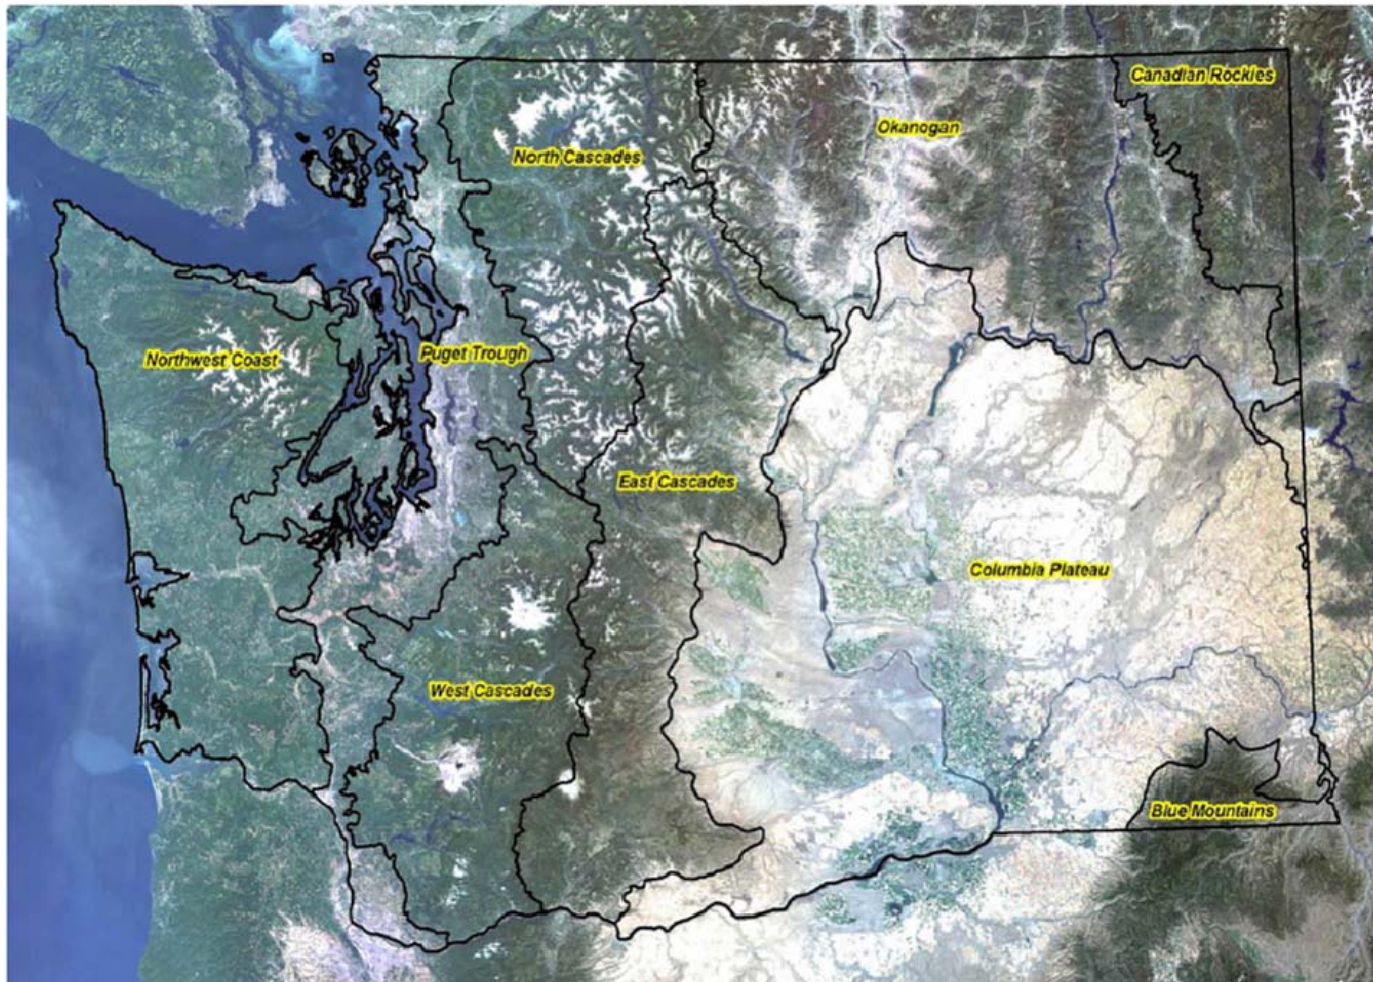 Canadian Rockies
Okanogan
North Cascades
Northwest Coast
Puget Trough
East Cascades
Columbia Plateau
West Cascades
Blue Mountains